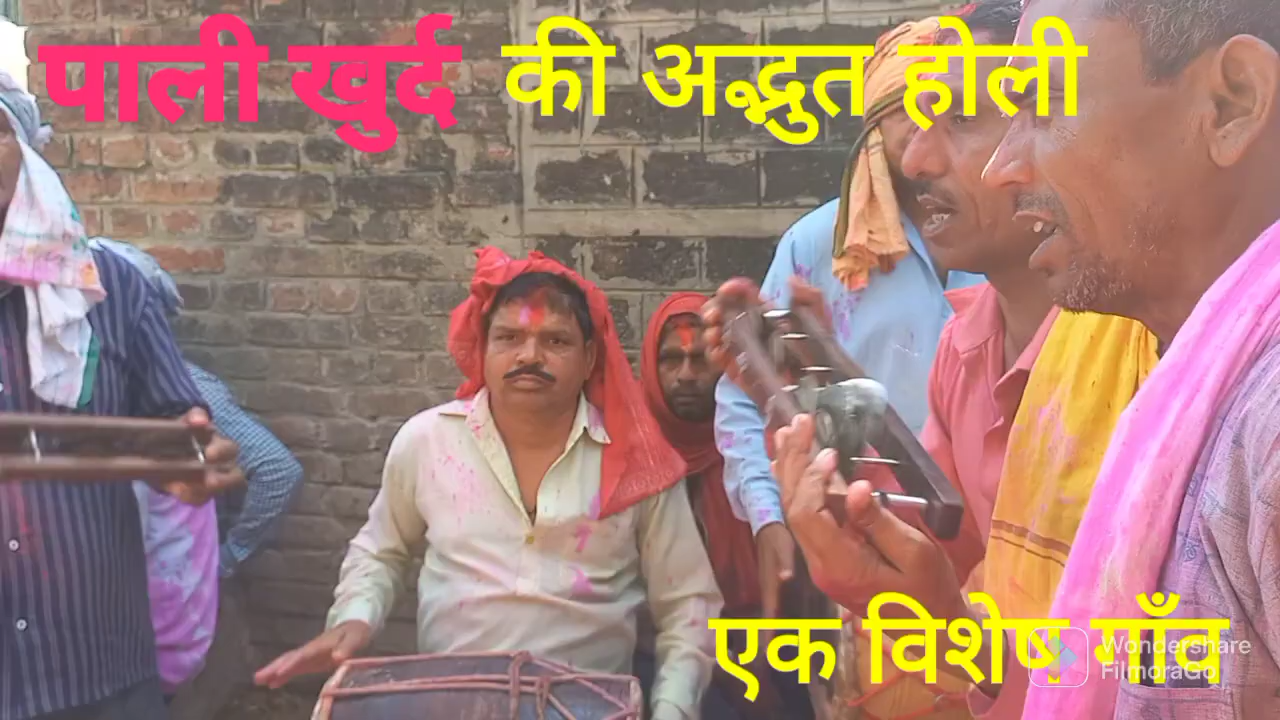 पाली खुर्द की अद्भुत होली
एक विशेष गाँव
Wondershare
FilmoraGo